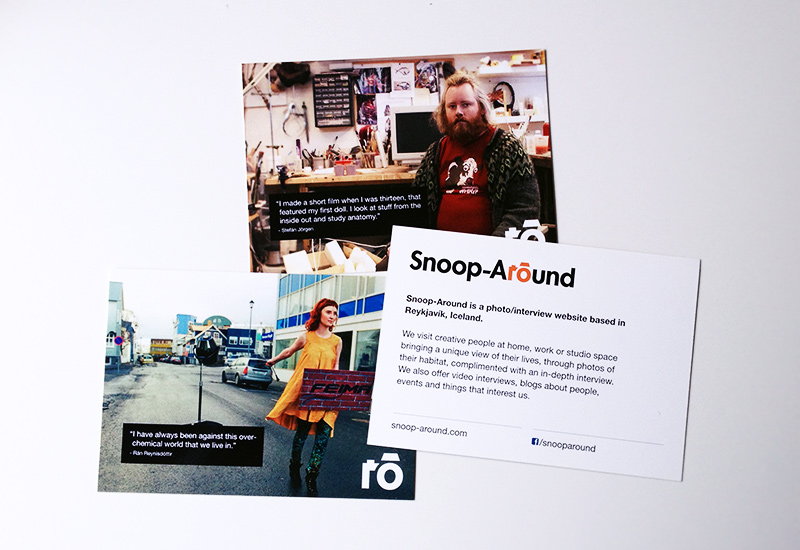 “I made a short film when I was thirteen, that
featured my first doll. I look at stuff from the
inside out and study anatomy.”
- Stefán Jörgen
rō
Snoop-Arōund
Snoop-Around is a photo/interview website based in
Reykjavík, Iceland.
We visit creative people at home, work or studio space
bringing a unique view of their lives, through photos of
their habitat, complimented with an in-depth interview.
We also offer video interviews, blogs about people,
events and things that interest us.
snoop-around.com
f/snooparound
“I have always been against this over-
chemical world that we live in.”
- Rán Reynisdóttir
rō